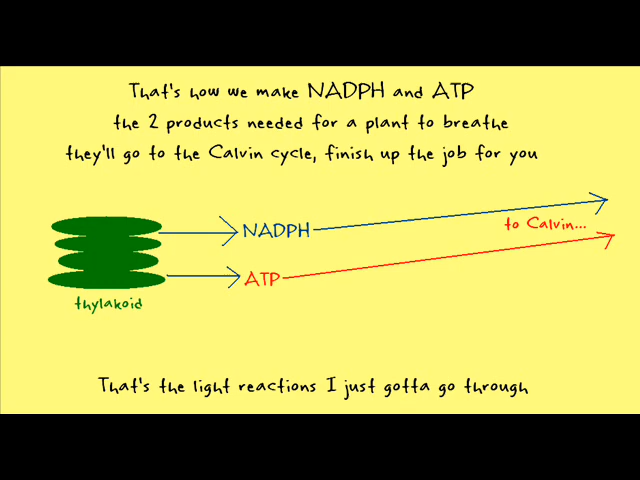 That's how we make NADPH and ATP
the 2 products needed for a plant to breathe
they'll go to the Calvin cycle, finish up the job for you
NADPH
to Calvin...
ATP
thylakoid
That's the light reactions I just gotta go through